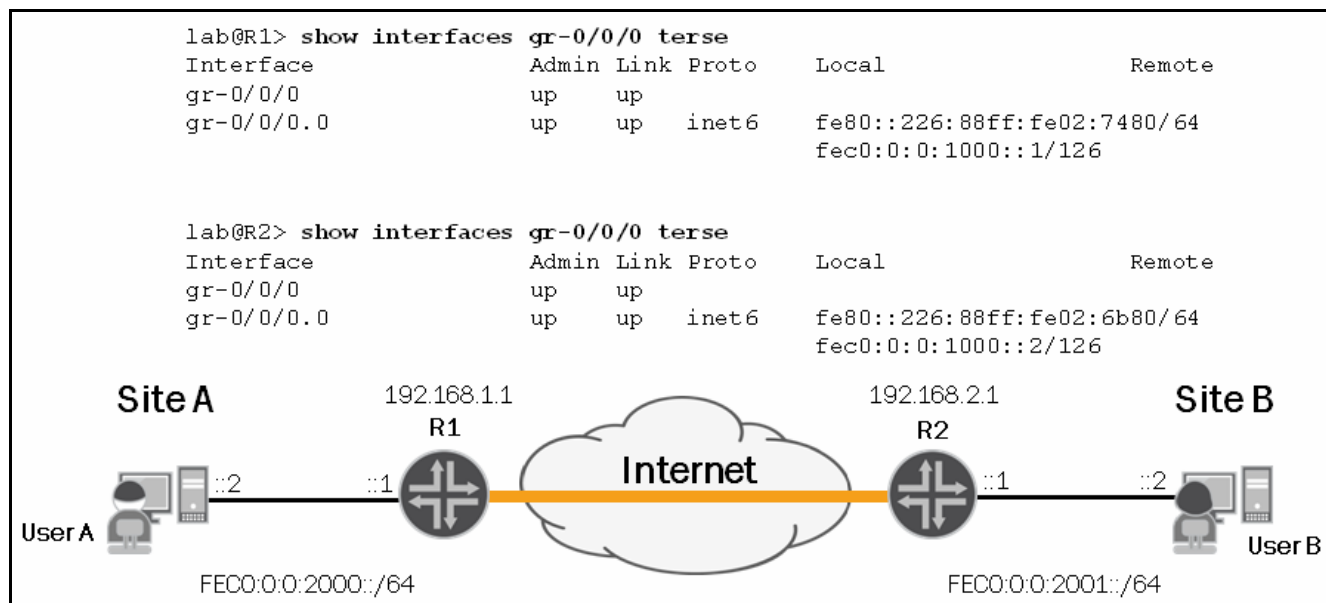 lab@R1> show interfaces gr-0/0/0 terse
Interface Admin Link Proto Local Remote
gr-0/0/0 up up
gr-0/0/0.0 up up inet6 fe80::226:88ff:fe02:7480/64
fec0:0:0:1000::1/126
lab@R2> show interfaces gr-0/0/0 terse
Interface Admin Link Proto Local Remote
gr-0/0/0 up up
gr-0/0/0.0 up up inet6 fe80::226:88ff:fe02:6b80/64
fec0:0:0:1000::2/126
Site A 192.168.1.1 192.168.2.1 Site B
R1 R2
Internet
::2 ::1 ::1 ::2
User A User B
FEC0:0:0:2000::/64 FEC0:0:0:2001::/64